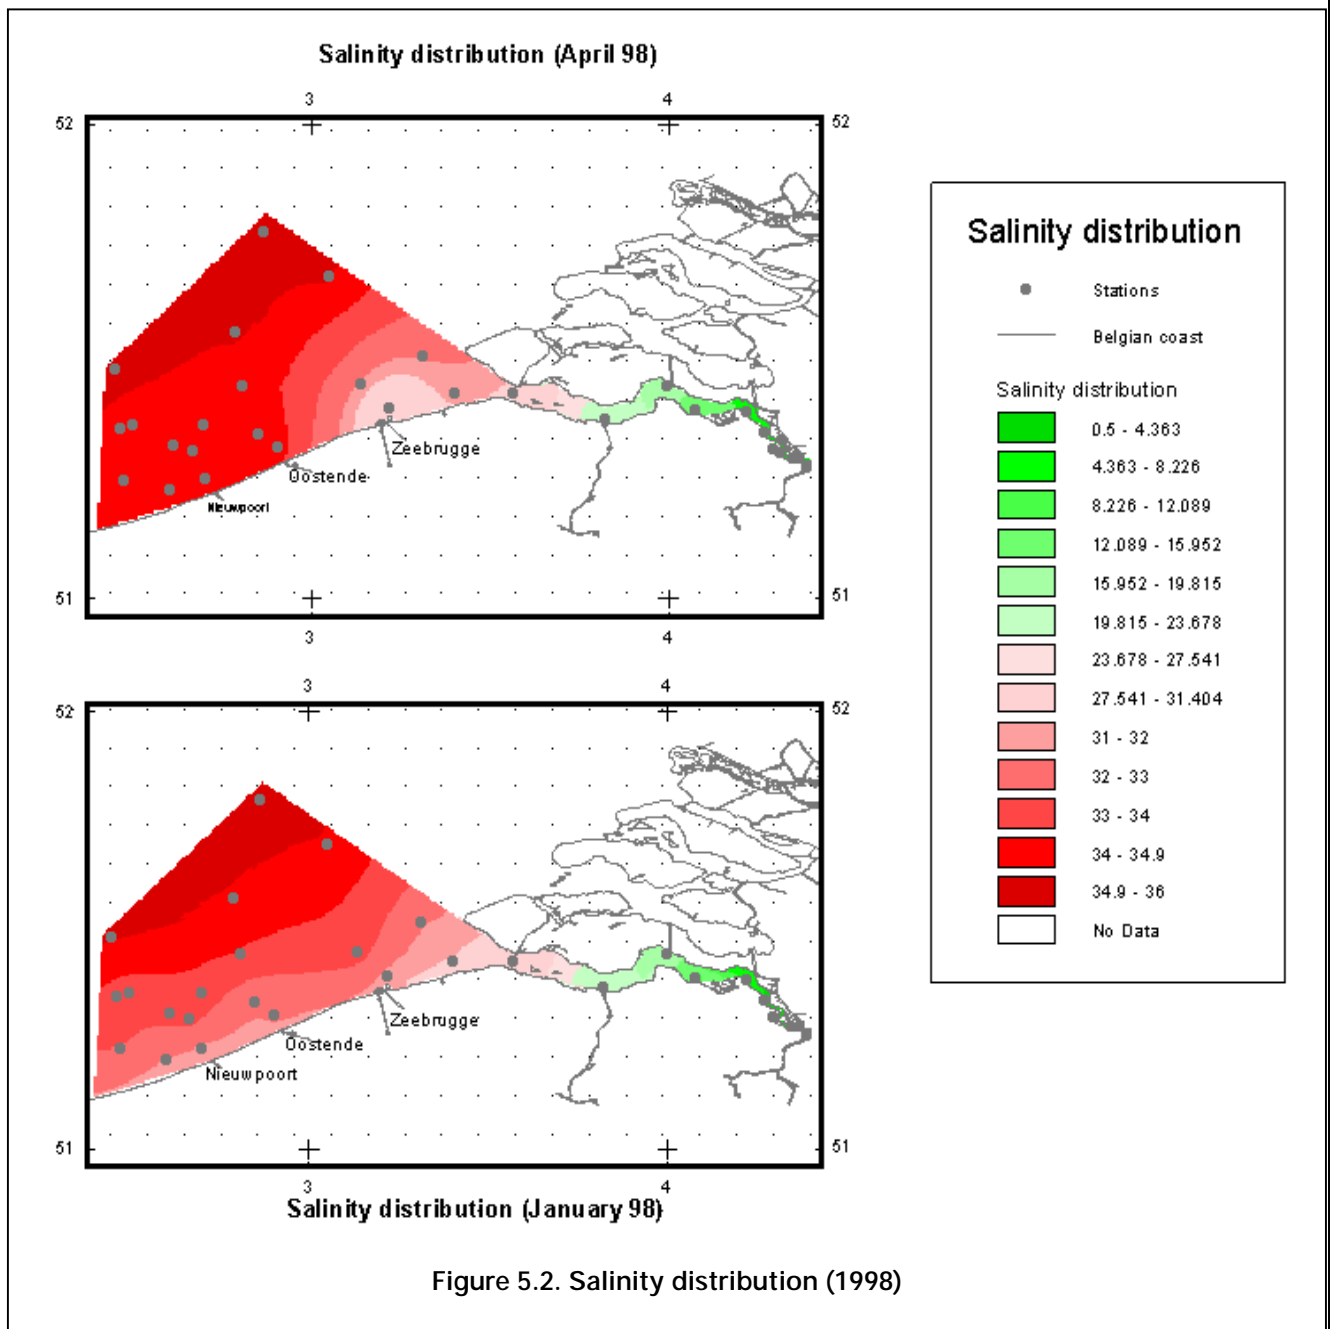 Salinity distribution (April 98)
3 4
52 52
Zeebrugge
Oostende
Nieuwpoort
51 51
3 4
3 4
52 52
Zeebrugge
Oostende
Nieuwpoort
51 51
3 4
Salinity distribution (January 98)
Salinity distribution
Stations
Belgian coast
Salinity distribution
0.5 - 4.363
4.363 - 8.226
8.226 - 12.089
12.089 - 15.952
15.952 - 19.815
19.815 - 23.678
23.678 - 27.541
27.541 - 31.404
31 - 32
32 - 33
33 - 34
34 - 34.9
34.9 - 36
No Data
Figure 5.2. Salinity distribution (1998)